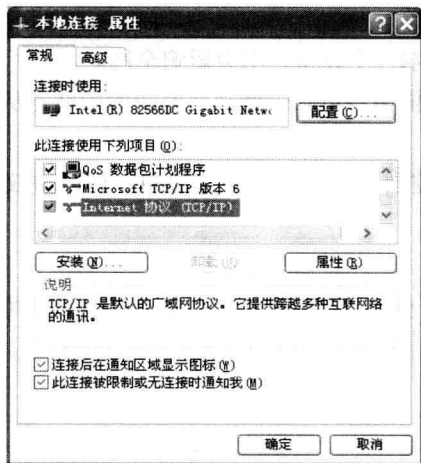 本地连接 属性
常规 高级
连接时使用:
Intel(R) 82566DC Gigabit Netw
配置(C)...
此连接使用下列项目(O):
QoS 数据包计划程序
Microsoft TCP/IP 版本 6
Internet 协议 (TCP/IP)
安装(N)... 卸载(U) 属性(R)
说明
TCP/IP 是默认的广域网协议。它提供跨越多种互联网络
的通讯。
连接后在通知区域显示图标(W)
此连接被限制或无连接时通知我(M)
确定 取消